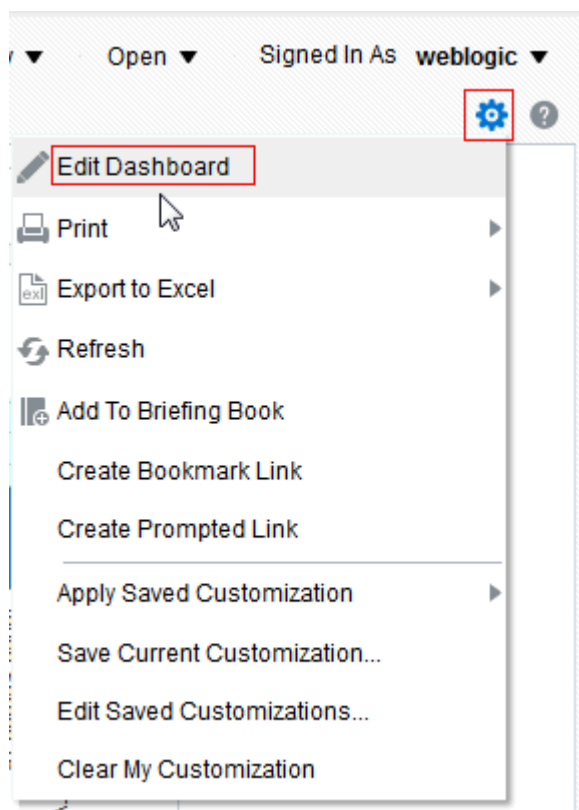 Open ▼ Signed In As weblogic ▼
?
Edit Dashboard
Print
exl Export to Excel
Refresh
Add To Briefing Book
Create Bookmark Link
Create Prompted Link
Apply Saved Customization
Save Current Customization...
Edit Saved Customizations...
Clear My Customization